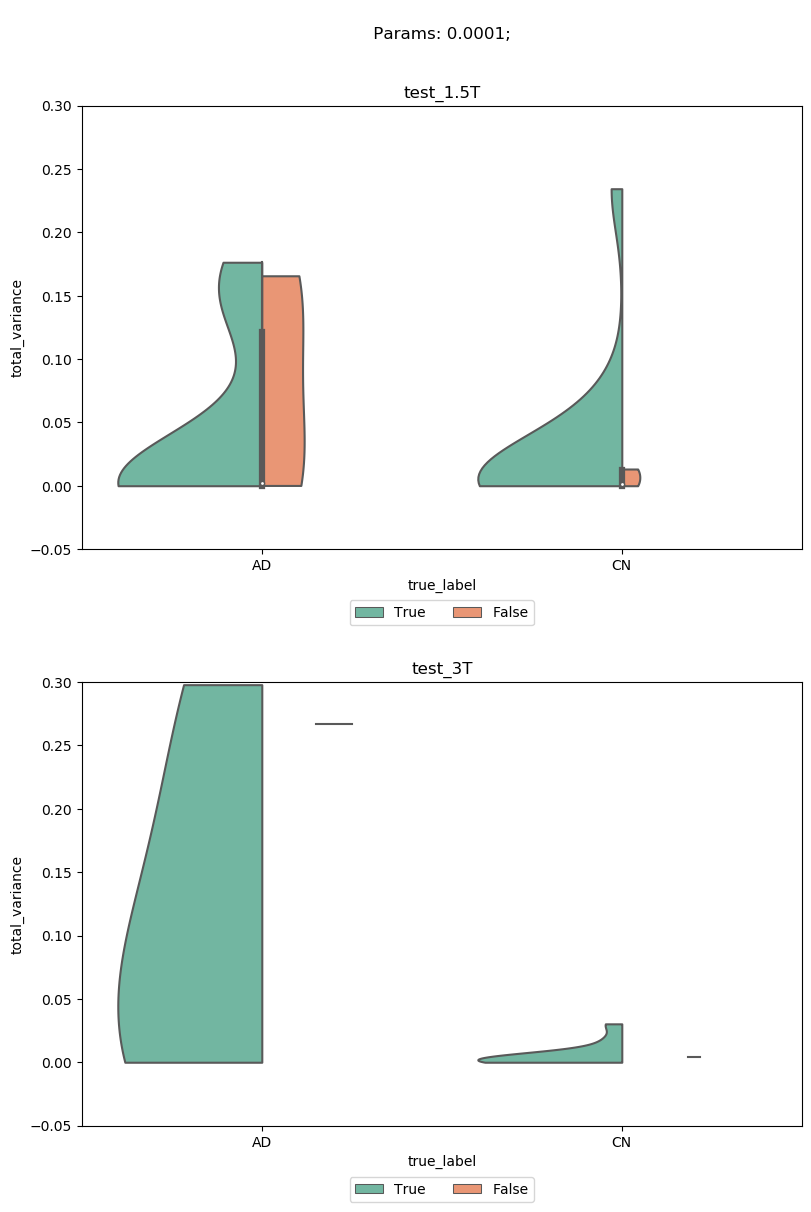 Params: 0.0001;
test_1.5T
0.30
0.25
0.20
0.15
0.10
0.05
0.00
−0.05
total_variance
AD CN
true_label
True False
test_3T
0.30
0.25
0.20
0.15
0.10
0.05
0.00
−0.05
total_variance
AD CN
true_label
True False